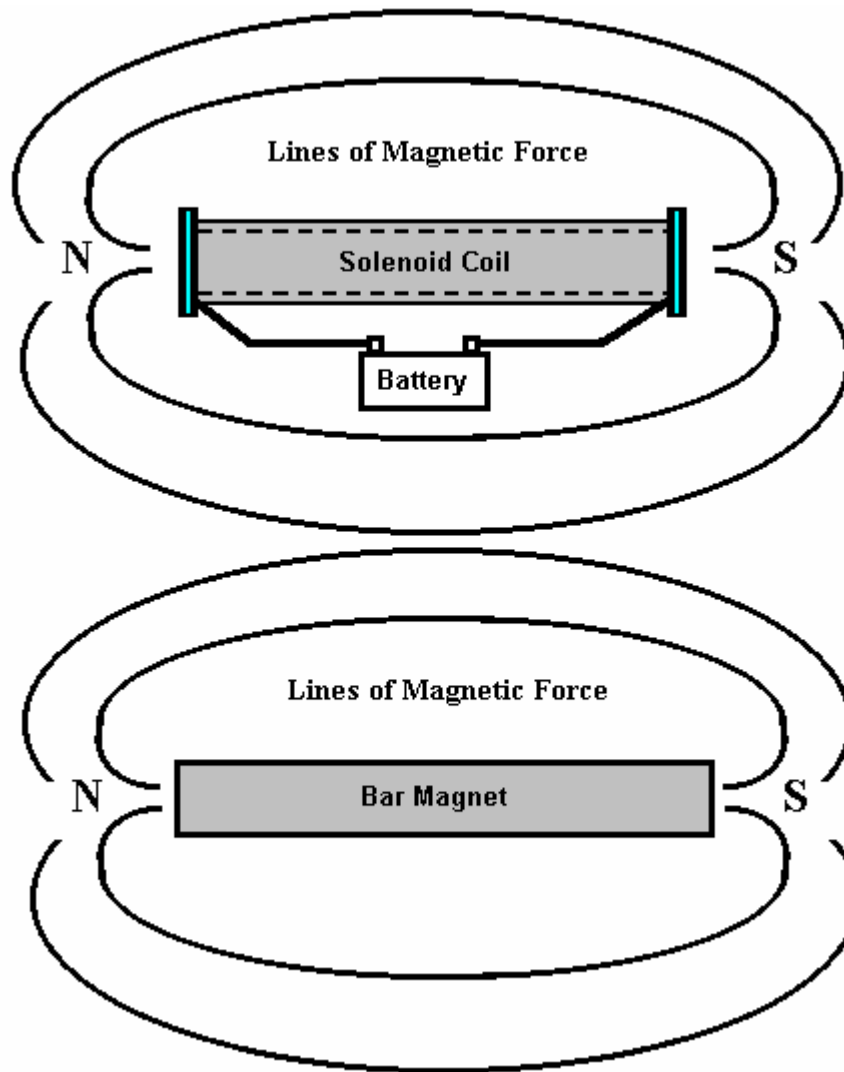 Lines of Magnetic Force
N
Solenoid Coil
S
Battery
Lines of Magnetic Force
N
Bar Magnet
S